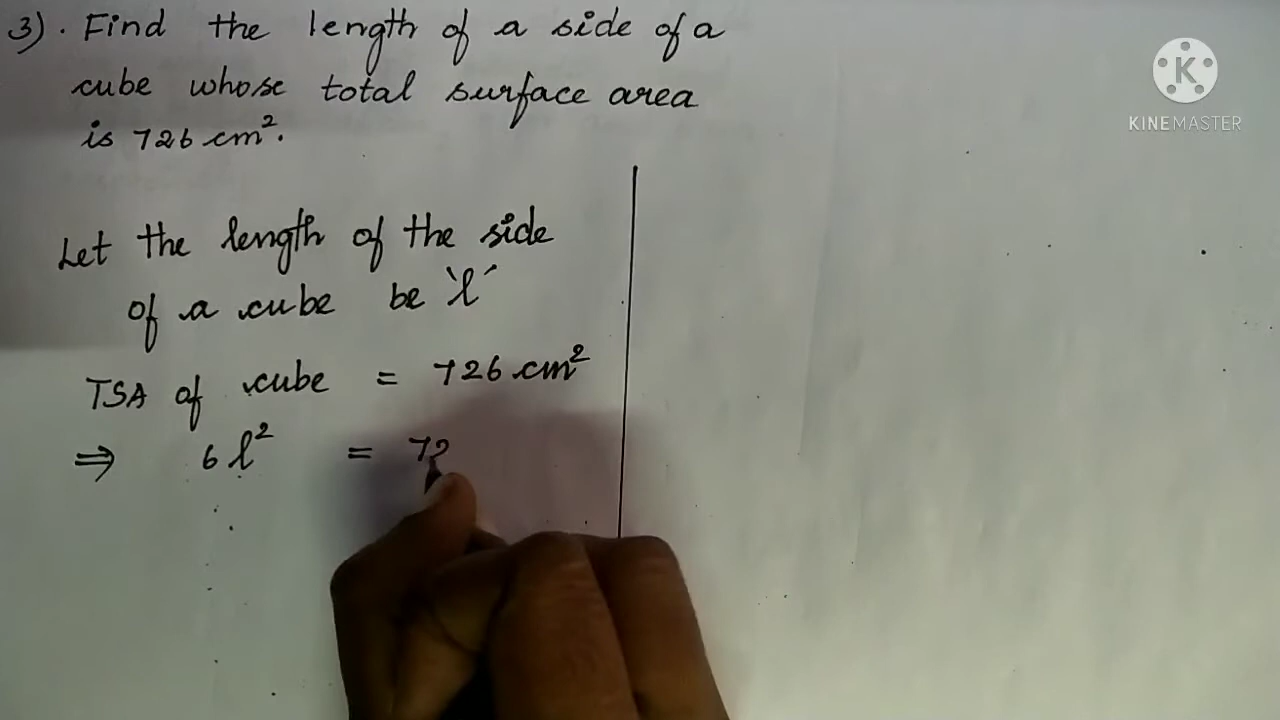 3). Find the length of a side of a
cube whose total surface area
is 726 cm².
KINEMASTER
Let the length of the side
of a cube be 'l'
TSA of cube = 726 cm²
⇒ 6l² = 72